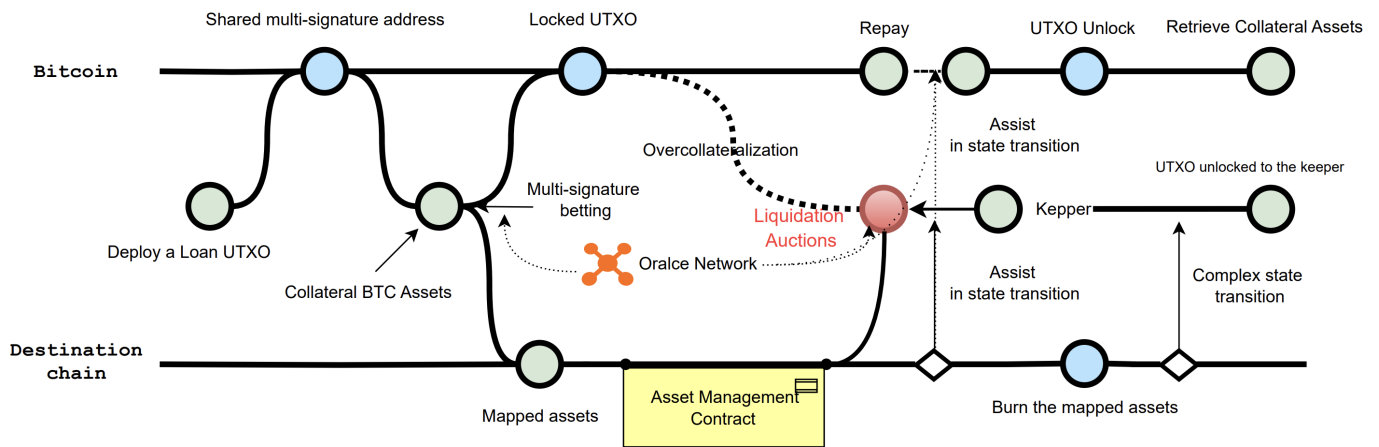 Shared multi-signature address
Locked UTXO
Repay
UTXO Unlock
Retrieve Collateral Assets
Bitcoin
Assist
in state transition
Overcollateralization
UTXO unlocked to the keeper
Multi-signature
betting
Liquidation
Auctions
Kepper
Deploy a Loan UTXO
Oralce Network
Collateral BTC Assets
Assist
in state transition
Complex state
transition
Destination
chain
Mapped assets
Asset Management
Contract
Burn the mapped assets